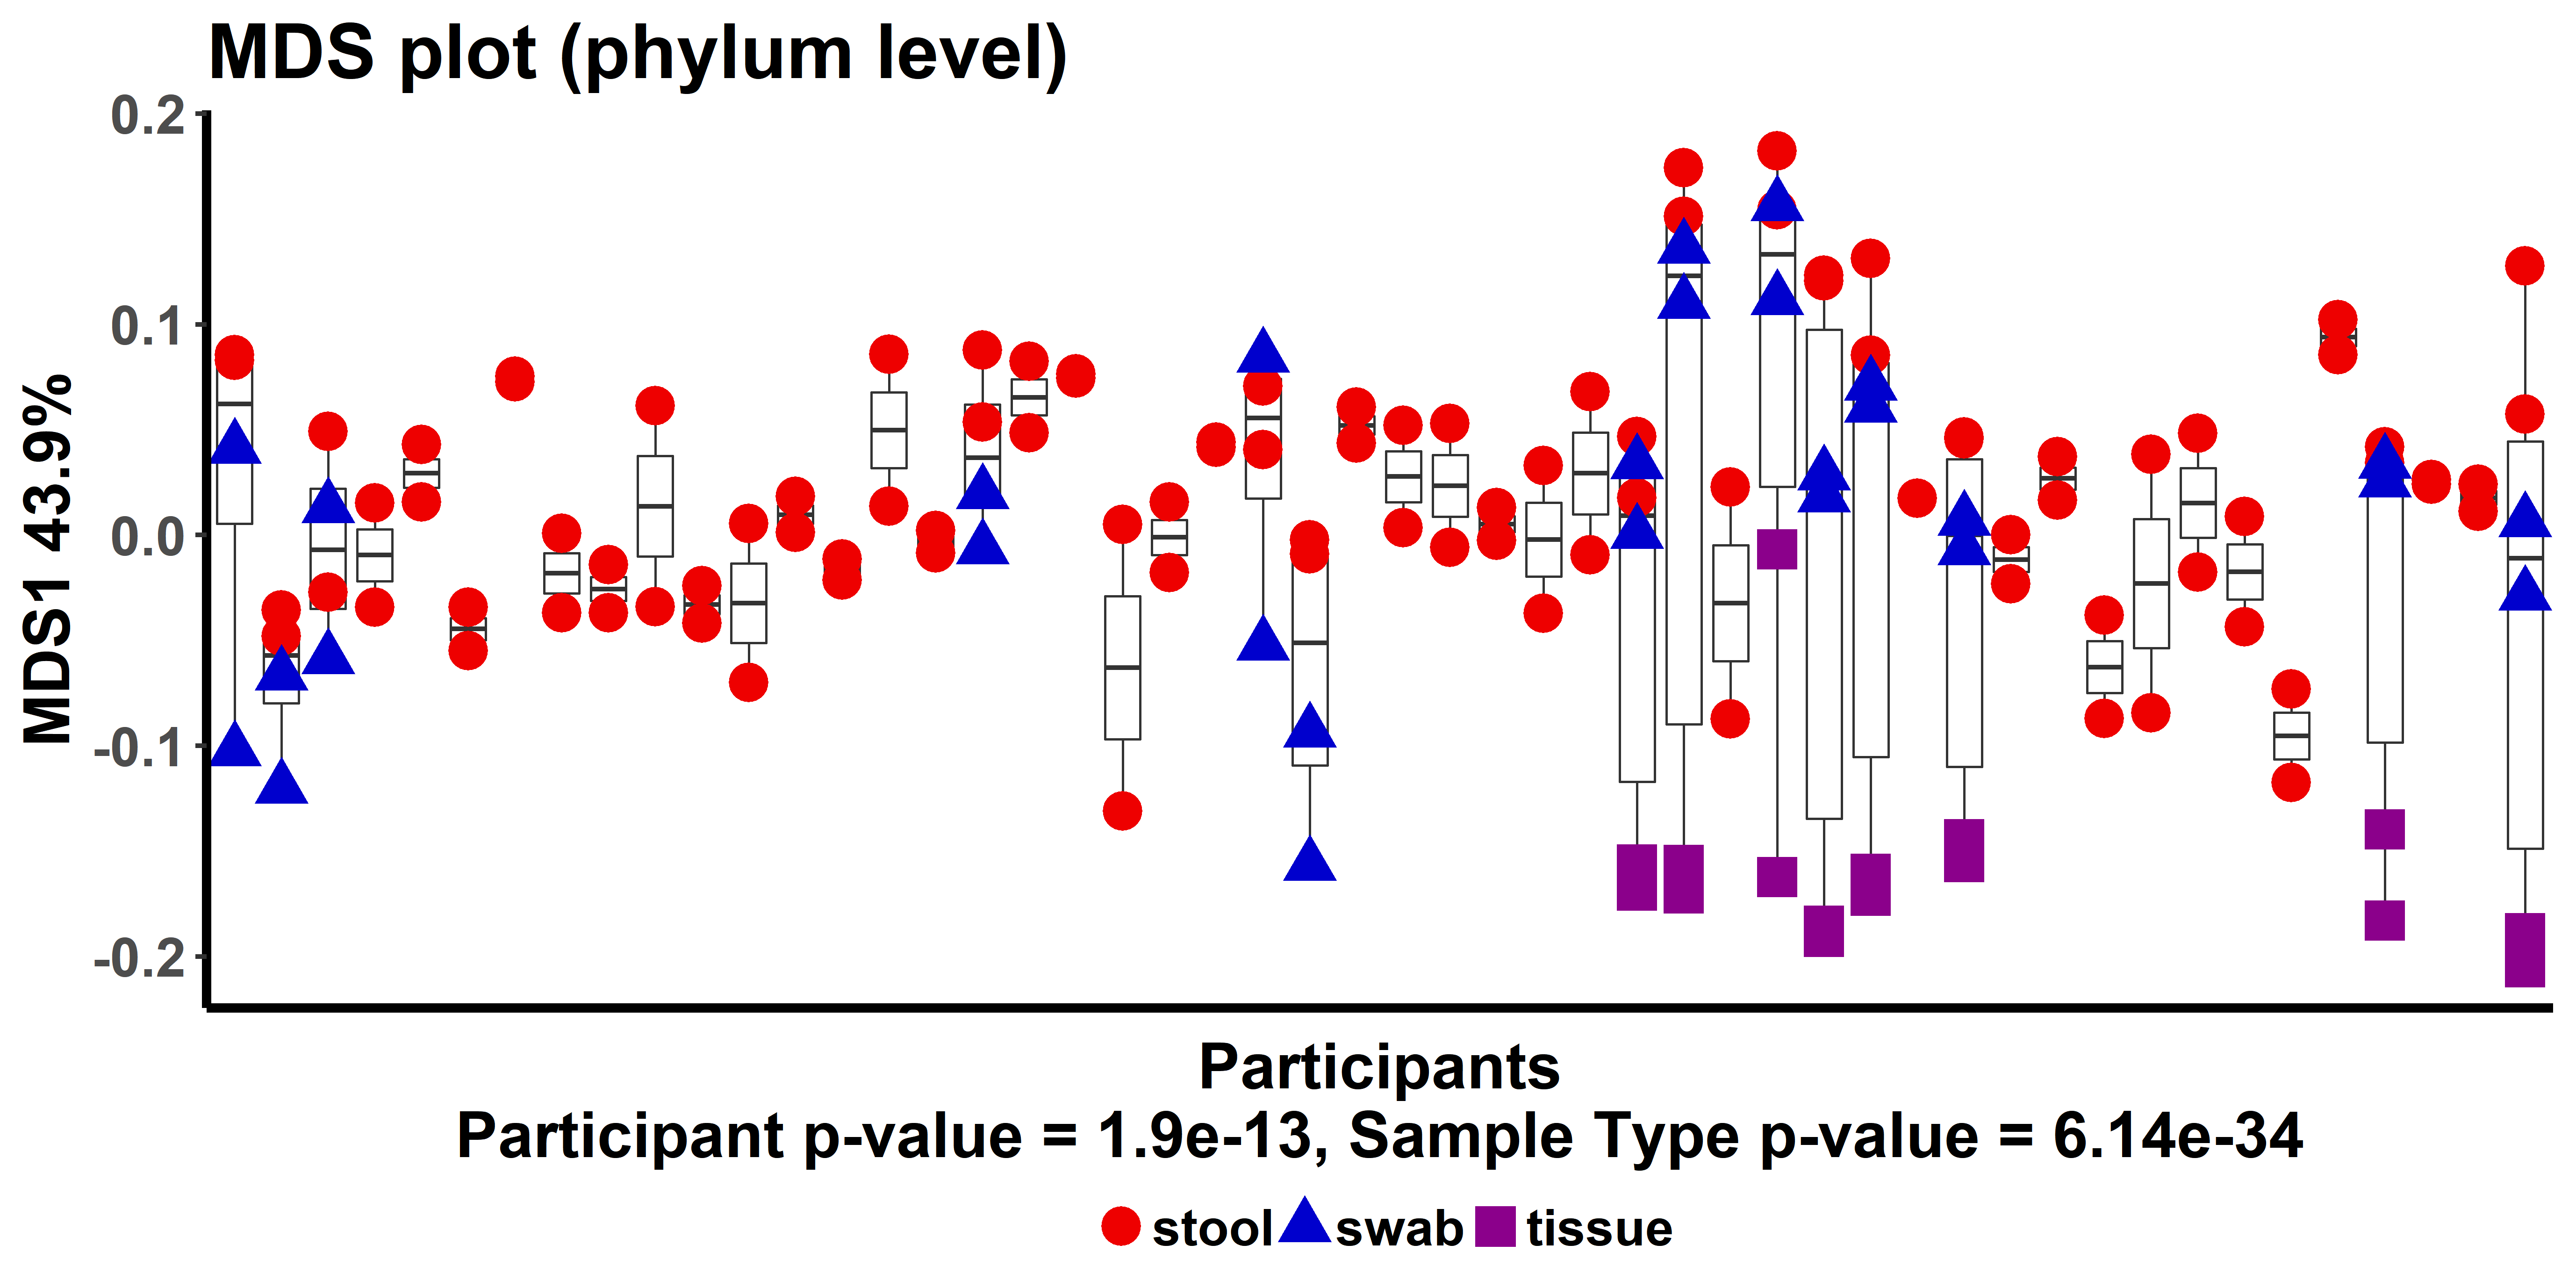 MDS plot (phylum level)
MDS1 43.9%
0.2
0.1
0.0
-0.1
-0.2
Participants
Participant p-value = 1.9e-13, Sample Type p-value = 6.14e-34
stool swab tissue